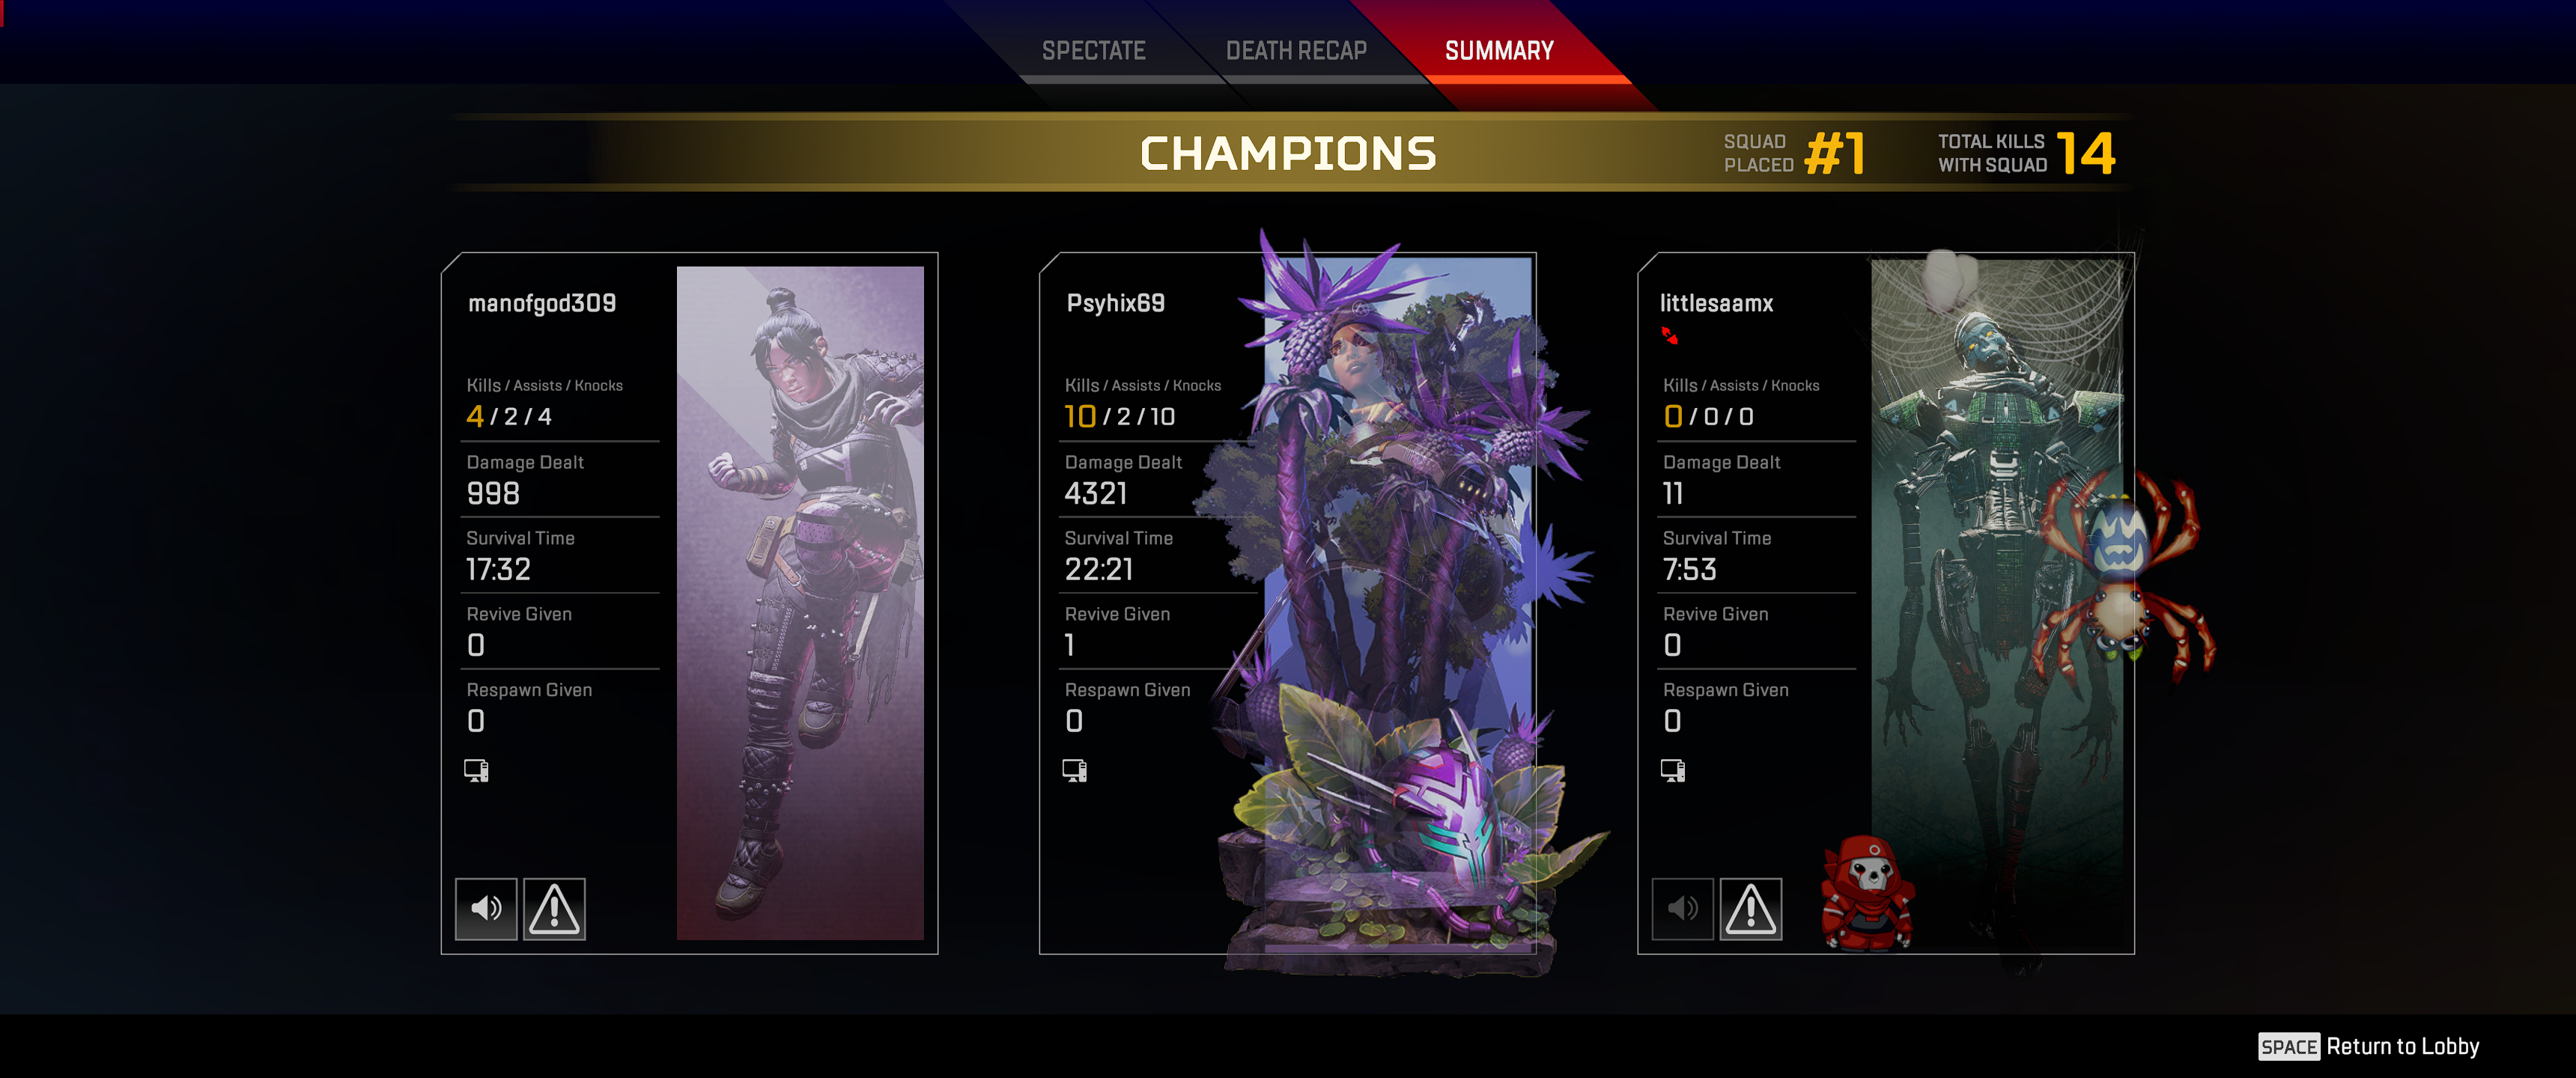 SPECTATE
DEATH RECAP
SUMMARY
CHAMPIONS
SQUAD
PLACED
#1
TOTAL KILLS
WITH SQUAD
14
manofgod309
Kills / Assists / Knocks
4 / 2 / 4
Damage Dealt
998
Survival Time
17:32
Revive Given
0
Respawn Given
0
Psyhix69
Kills / Assists / Knocks
10 / 2 / 10
Damage Dealt
4321
Survival Time
22:21
Revive Given
1
Respawn Given
0
littlesaamx
Kills / Assists / Knocks
0 / 0 / 0
Damage Dealt
11
Survival Time
7:53
Revive Given
0
Respawn Given
0
SPACE Return to Lobby